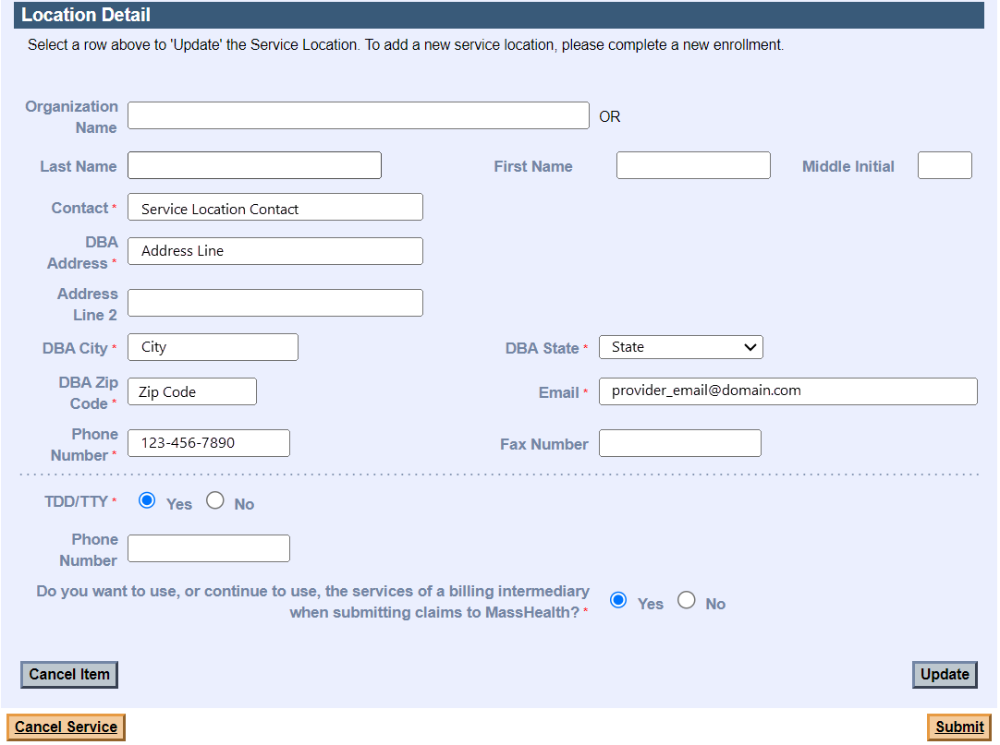 Location Detail
Select a row above to 'Update' the Service Location. To add a new service location, please complete a new enrollment.
Organization
Name
OR
Last Name
First Name
Middle Initial
Contact *
Service Location Contact
DBA
Address *
Address Line
Address
Line 2
DBA City *
City
DBA State *
State
DBA Zip
Code *
Zip Code
Email *
provider_email@domain.com
Phone
Number *
123-456-7890
Fax Number
TDD/TTY *
Yes
No
Phone
Number
Do you want to use, or continue to use, the services of a billing intermediary
when submitting claims to MassHealth? *
Yes
No
Cancel Item
Update
Cancel Service
Submit